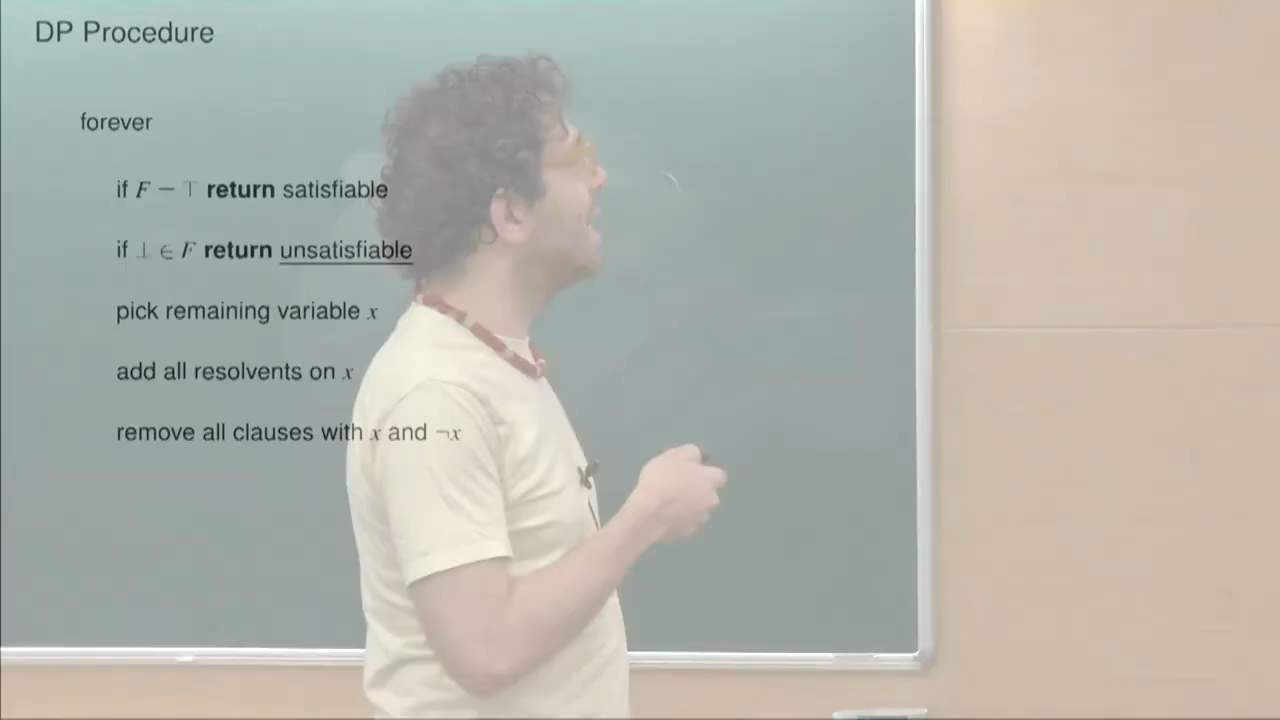 DP Procedure
forever
if F − ⊤ return satisfiable
if ⊥ ∈ F return unsatisfiable
pick remaining variable x
add all resolvents on x
remove all clauses with x and ¬x